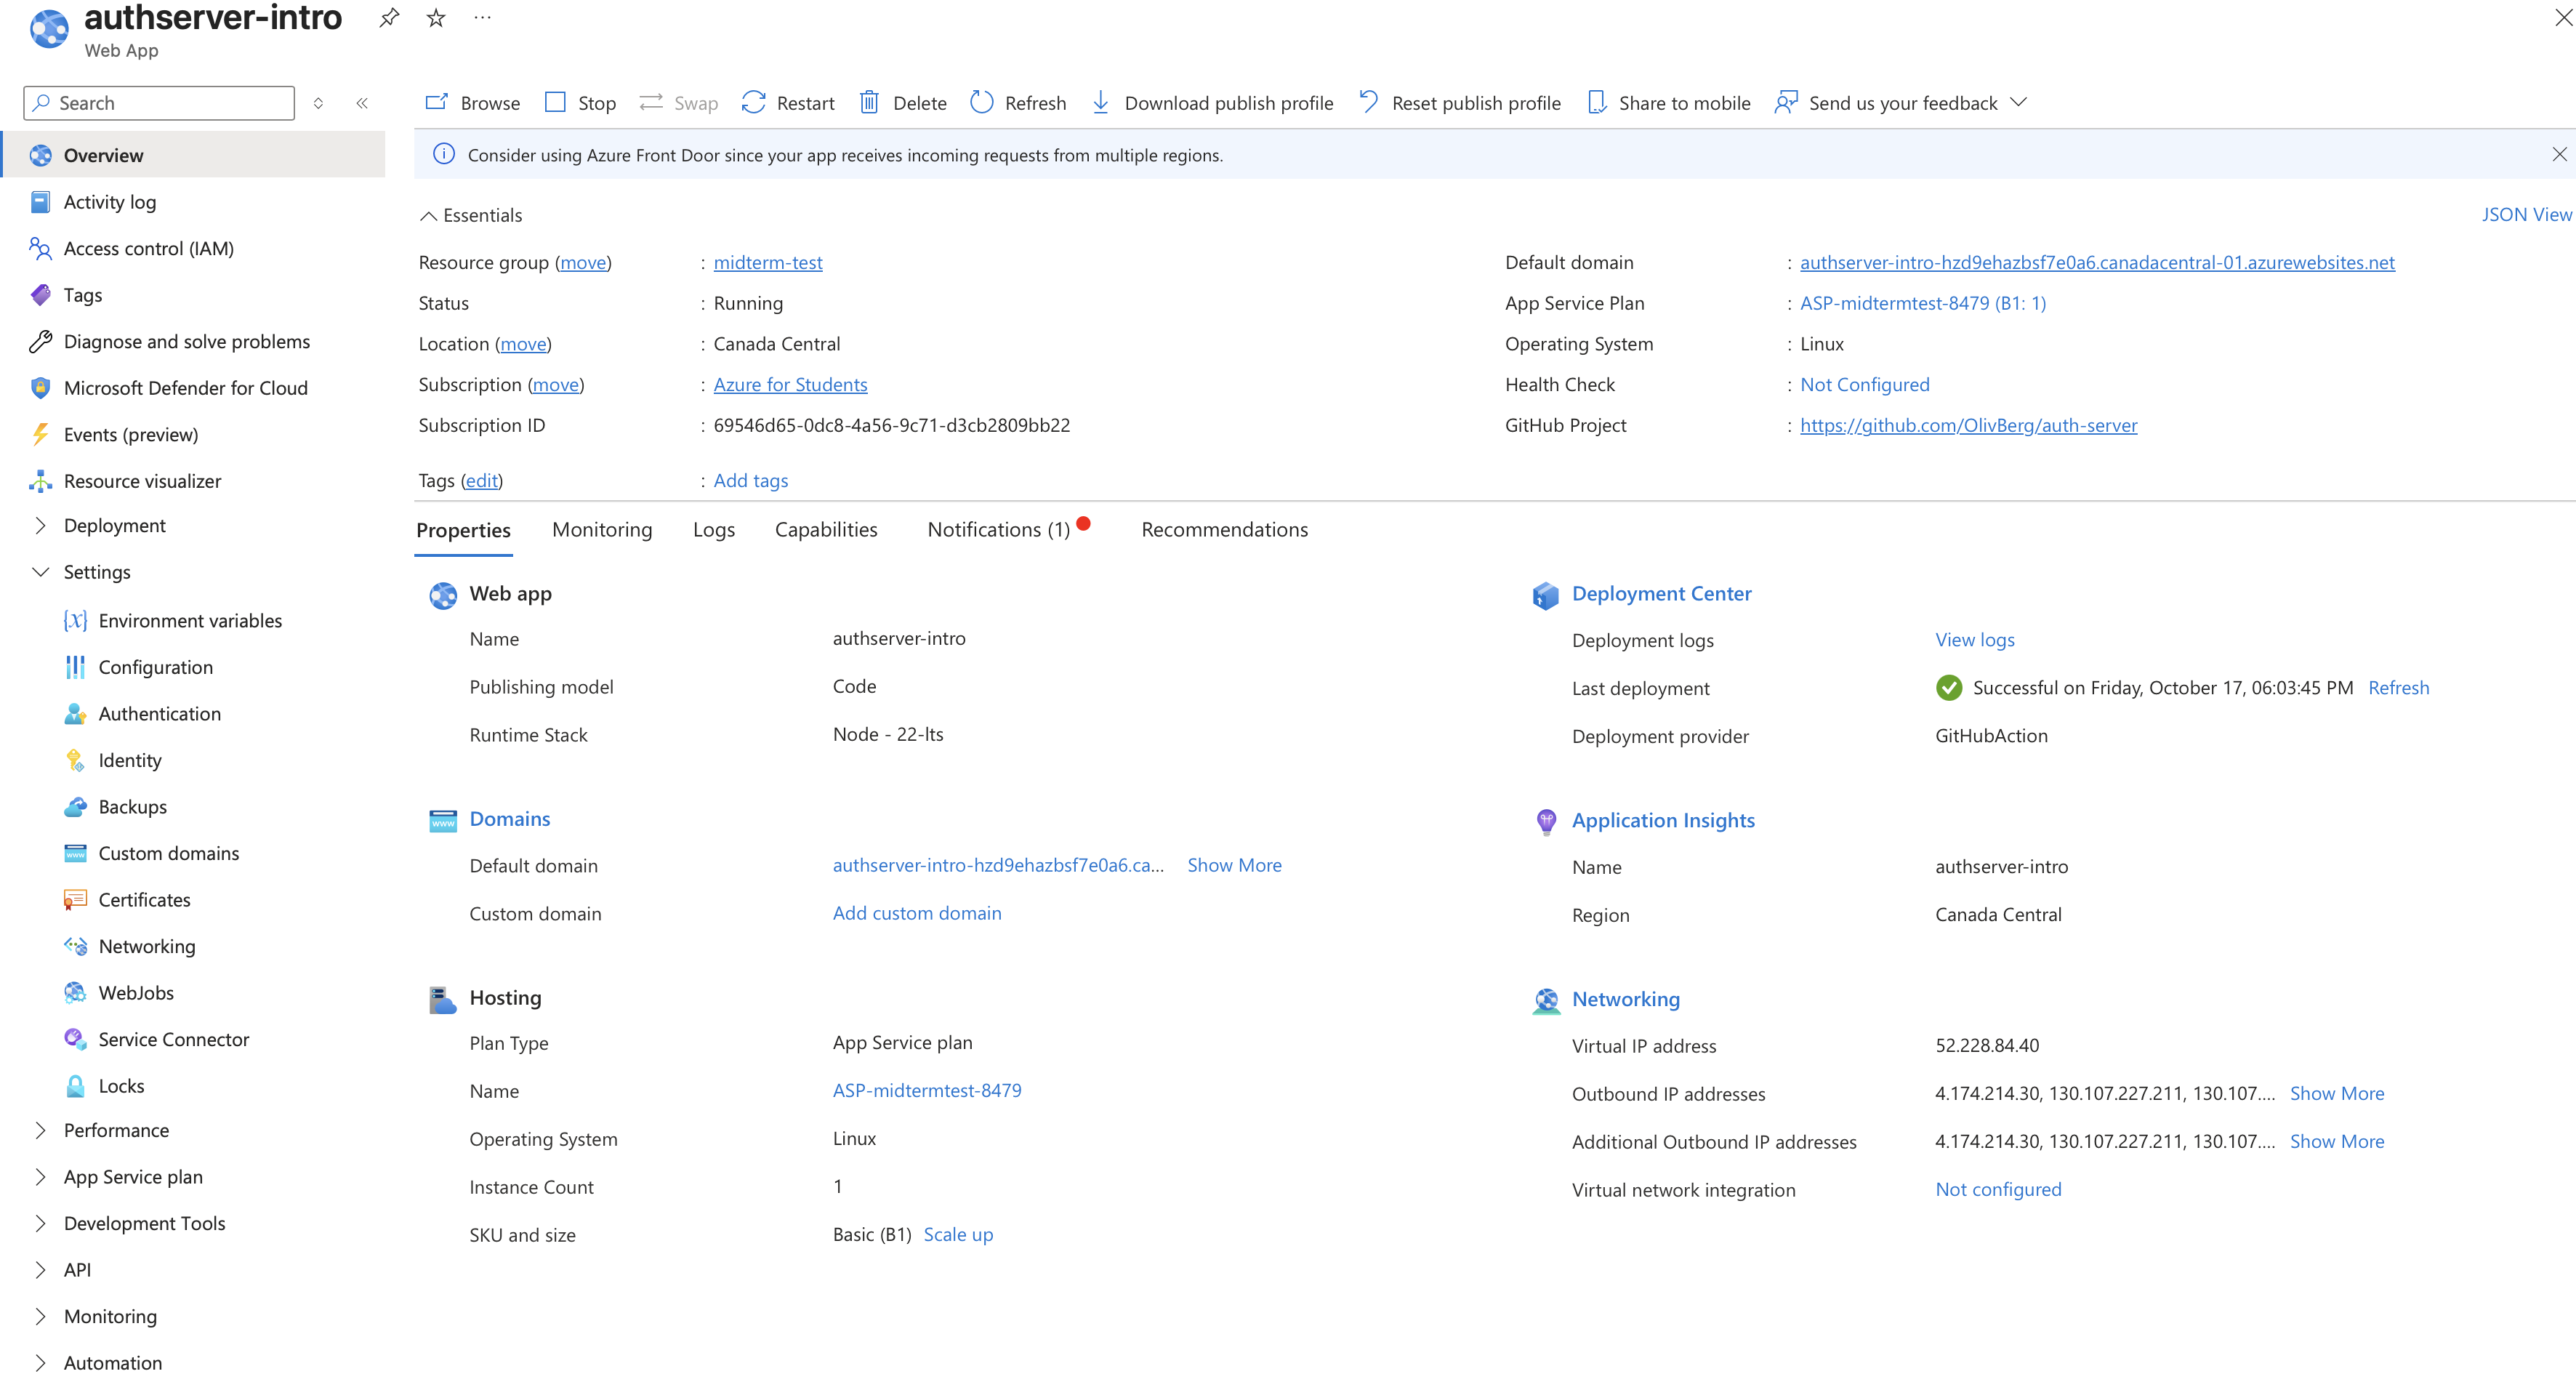 authserver-intro
Web App
Search
Browse Stop Swap Restart Delete Refresh Download publish profile Reset publish profile Share to mobile Send us your feedback
Overview
Activity log
Access control (IAM)
Tags
Diagnose and solve problems
Microsoft Defender for Cloud
Events (preview)
Resource visualizer
Deployment
Settings
Environment variables
Configuration
Authentication
Identity
Backups
Custom domains
Certificates
Networking
WebJobs
Service Connector
Locks
Performance
App Service plan
Development Tools
API
Monitoring
Automation
Consider using Azure Front Door since your app receives incoming requests from multiple regions.
Essentials
JSON View
Resource group (move) : midterm-test
Status : Running
Location (move) : Canada Central
Subscription (move) : Azure for Students
Subscription ID : 69546d65-0dc8-4a56-9c71-d3cb2809bb22
Tags (edit) : Add tags
Default domain : authserver-intro-hzd9ehazbsf7e0a6.canadacentral-01.azurewebsites.net
App Service Plan : ASP-midtermtest-8479 (B1: 1)
Operating System : Linux
Health Check : Not Configured
GitHub Project : https://github.com/OlivBerg/auth-server
Properties Monitoring Logs Capabilities Notifications (1) Recommendations
Web app
Name authserver-intro
Publishing model Code
Runtime Stack Node - 22-lts
Domains
www
Default domain authserver-intro-hzd9ehazbsf7e0a6.ca... Show More
Custom domain Add custom domain
Hosting
Plan Type App Service plan
Name ASP-midtermtest-8479
Operating System Linux
Instance Count 1
SKU and size Basic (B1) Scale up
Deployment Center
Deployment logs View logs
Last deployment Successful on Friday, October 17, 06:03:45 PM Refresh
Deployment provider GitHubAction
Application Insights
Name authserver-intro
Region Canada Central
Networking
Virtual IP address 52.228.84.40
Outbound IP addresses 4.174.214.30, 130.107.227.211, 130.107.... Show More
Additional Outbound IP addresses 4.174.214.30, 130.107.227.211, 130.107.... Show More
Virtual network integration Not configured